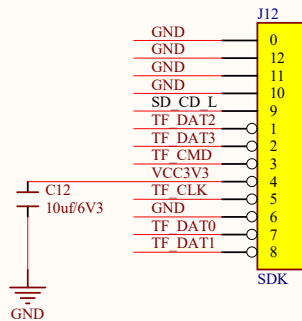 J12
GND 0
GND 12
GND 11
GND 10
SD_CD_L 9
TF_DAT2 1
TF_DAT3 2
TF_CMD 3
VCC3V3 4
TF_CLK 5
GND 6
TF_DAT0 7
TF_DAT1 8
C12
10uf/6V3
SDK
GND